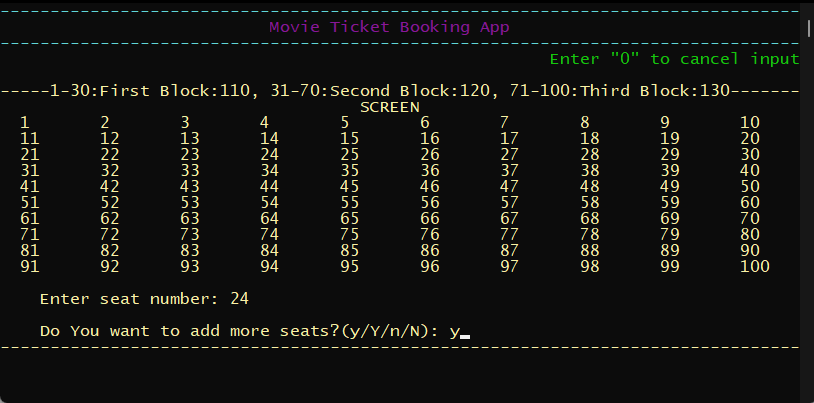 --------------------------------------------------------------------------------
Movie Ticket Booking App
--------------------------------------------------------------------------------
Enter "0" to cancel input
-----1-30:First Block:110, 31-70:Second Block:120, 71-100:Third Block:130-------
SCREEN
1 2 3 4 5 6 7 8 9 10
11 12 13 14 15 16 17 18 19 20
21 22 23 24 25 26 27 28 29 30
31 32 33 34 35 36 37 38 39 40
41 42 43 44 45 46 47 48 49 50
51 52 53 54 55 56 57 58 59 60
61 62 63 64 65 66 67 68 69 70
71 72 73 74 75 76 77 78 79 80
81 82 83 84 85 86 87 88 89 90
91 92 93 94 95 96 97 98 99 100
Enter seat number: 24
Do You want to add more seats?(y/Y/n/N): y
--------------------------------------------------------------------------------